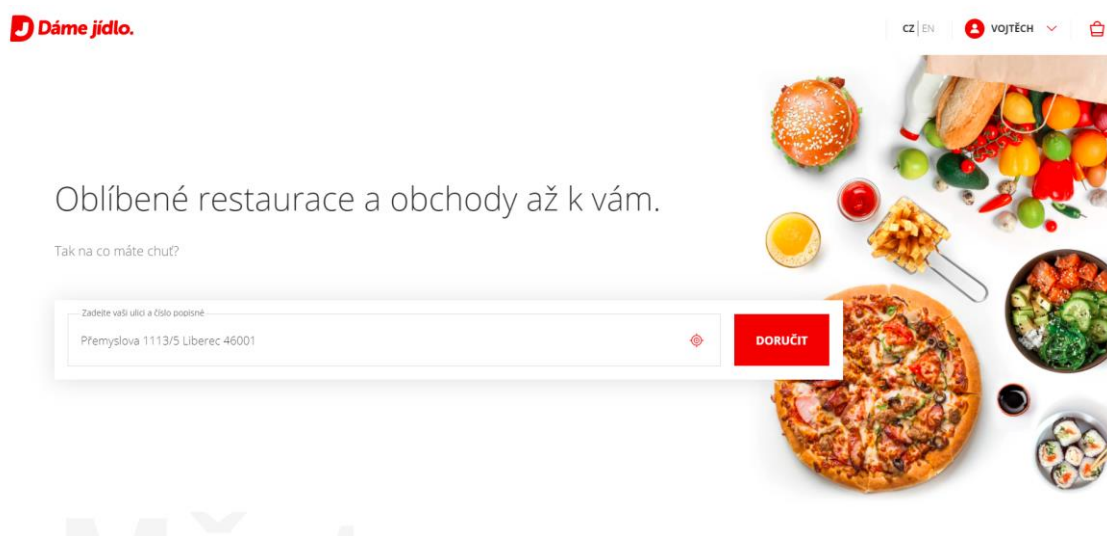 Dáme jídlo.
CZ | EN
VOJTĚCH
Oblíbené restaurace a obchody až k vám.
Tak na co máte chuť?
Zadejte vaši ulici a číslo popisné
Přemyslova 1113/5 Liberec 46001
DORUČIT